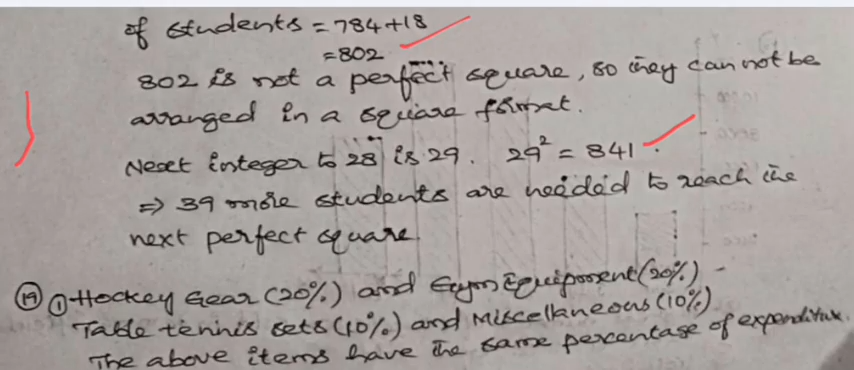 of students = 784+18
=802
802 is not a perfect square, so they can not be
arranged in a square format.
Next integer to 28 is 29. 29² = 841.
⇒ 39 more students are needed to reach the
next perfect square.
(19) (1) Hockey Gear (20%) and Gym Equipment (20%) -
Table tennis sets (10%) and Miscellaneous (10%)
The above items have the same percentage of expenditure.